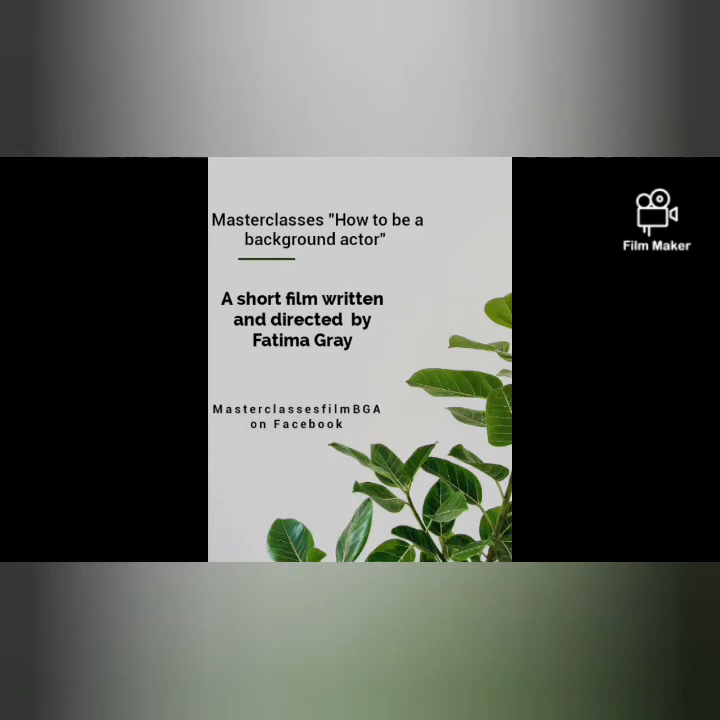 Masterclasses "How to be a
background actor"
A short film written
and directed by
Fatima Gray
MasterclassesfilmBGA
on Facebook
Film Maker